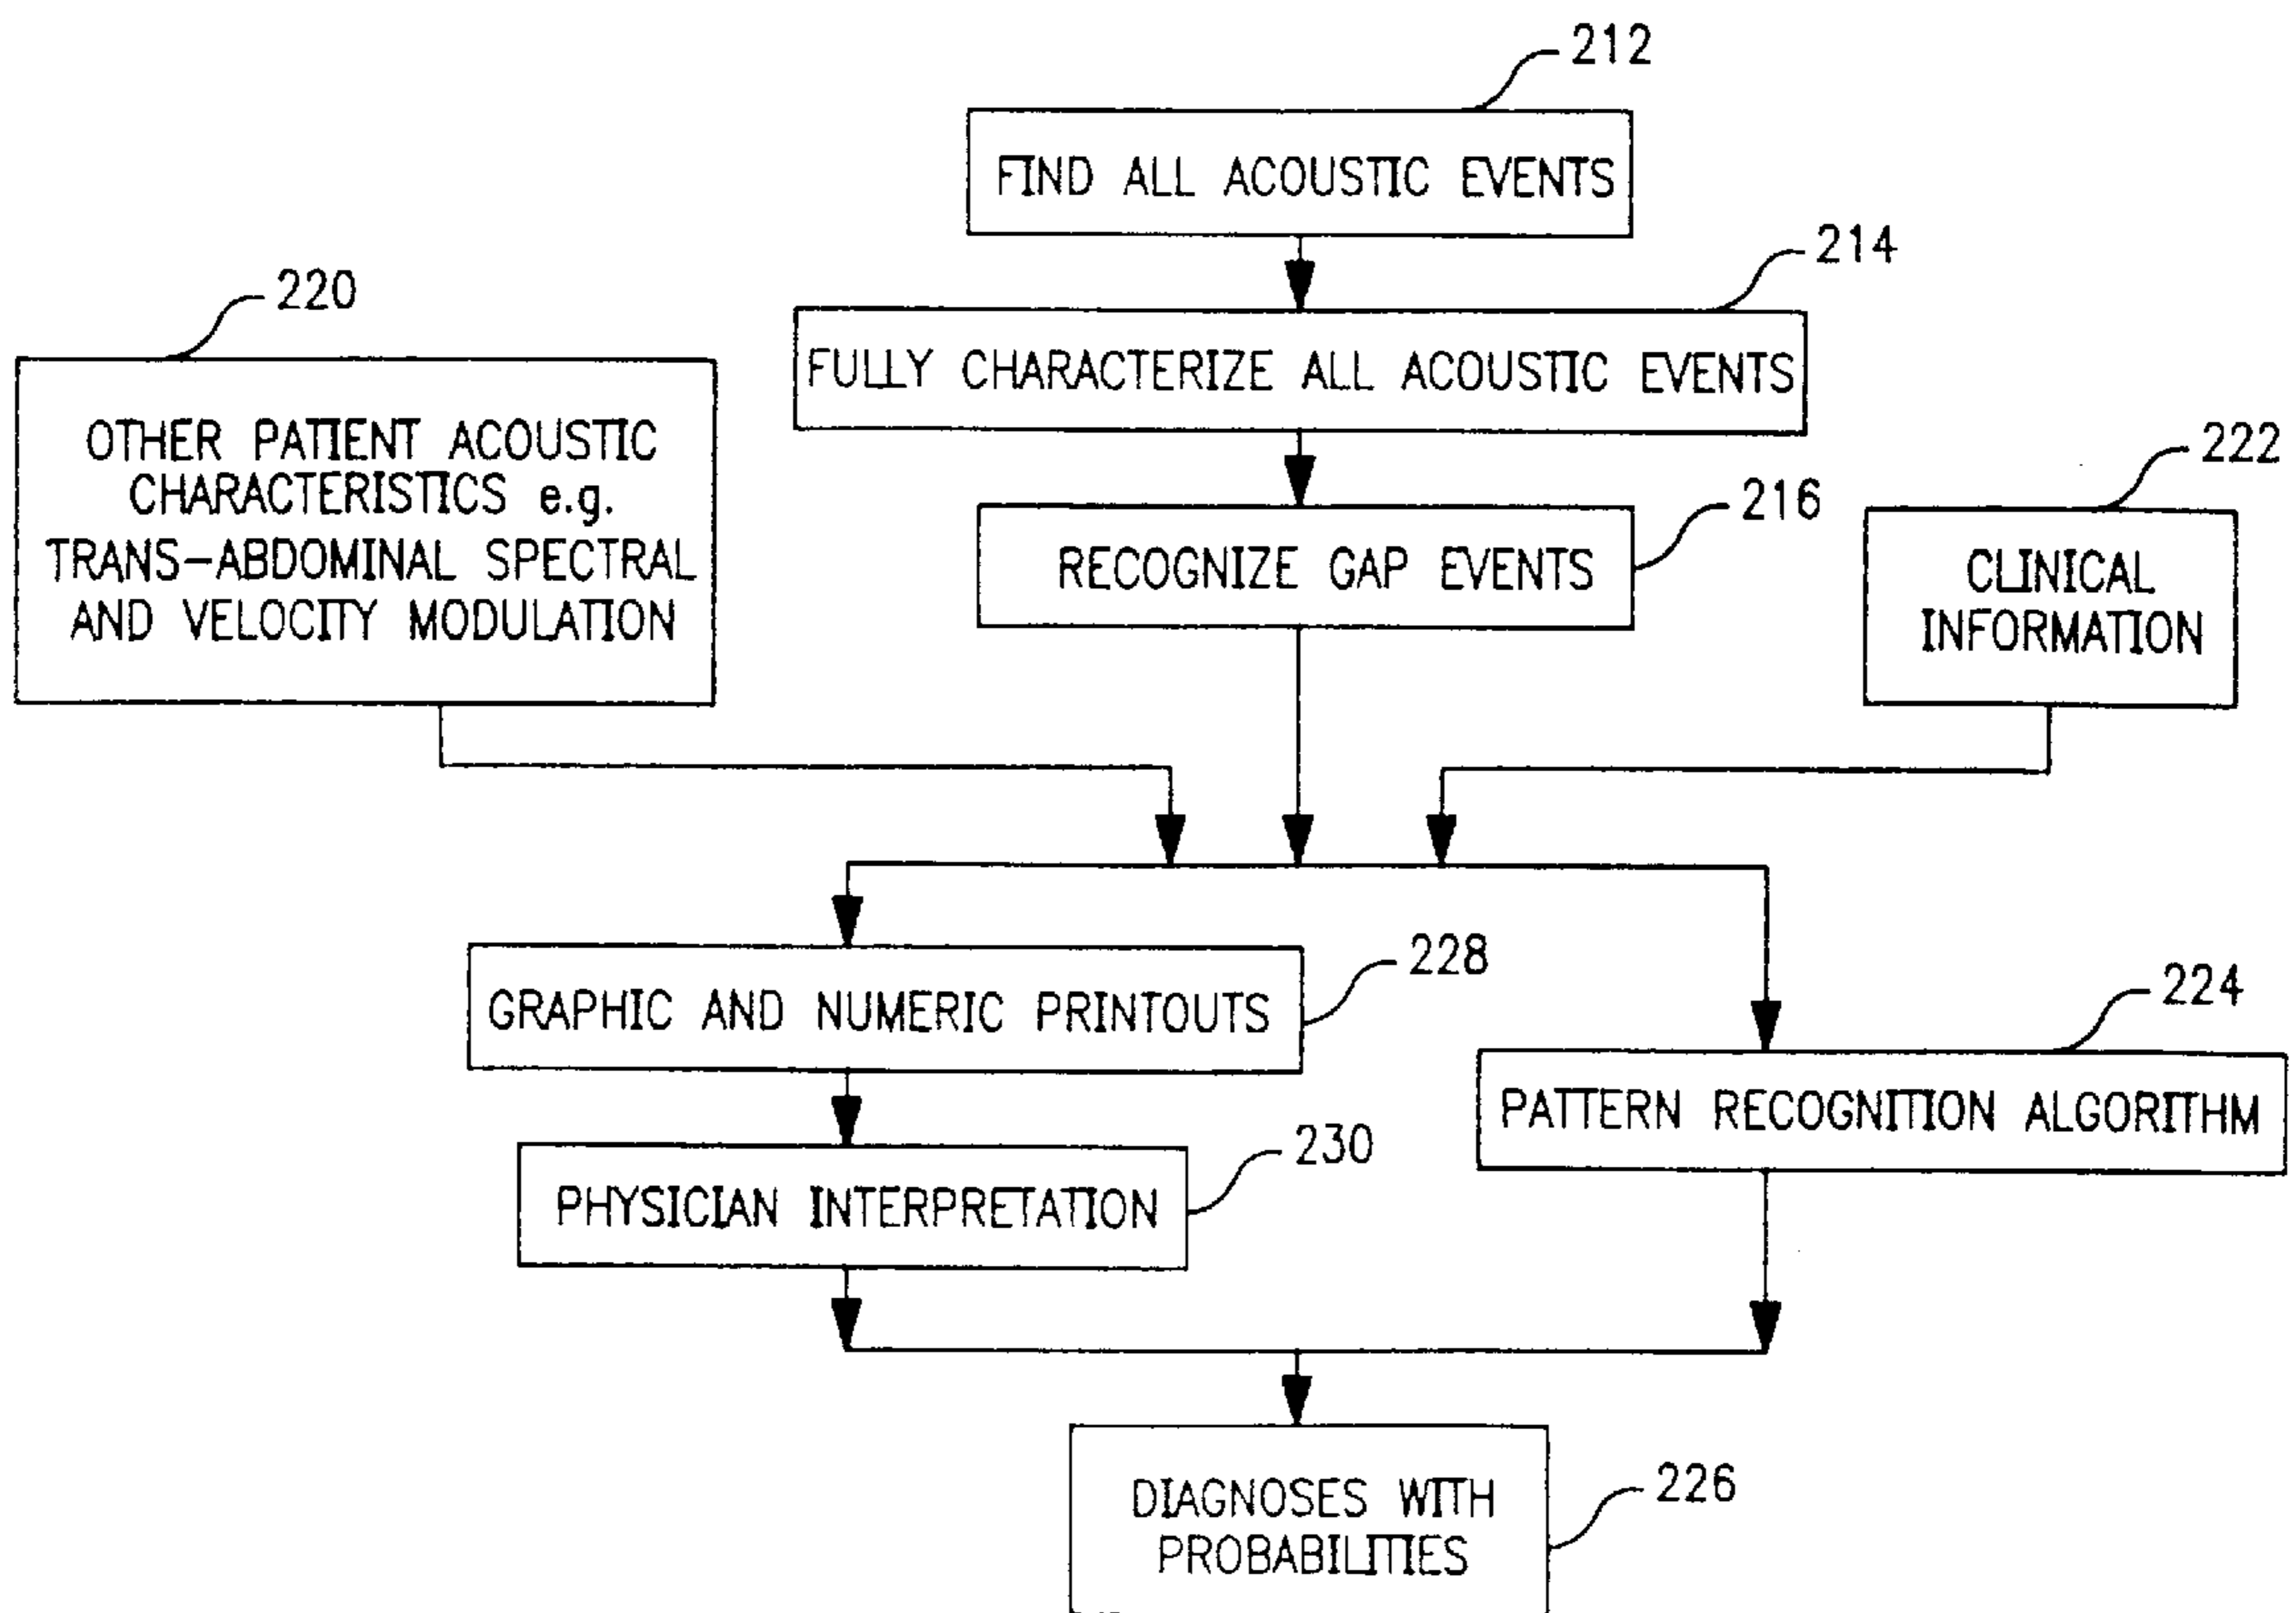 212
FIND ALL ACOUSTIC EVENTS
214
FULLY CHARACTERIZE ALL ACOUSTIC EVENTS
220
OTHER PATIENT ACOUSTIC
CHARACTERISTICS e.g.
TRANS-ABDOMINAL SPECTRAL
AND VELOCITY MODULATION
216
RECOGNIZE GAP EVENTS
222
CLINICAL
INFORMATION
228
GRAPHIC AND NUMERIC PRINTOUTS
224
PATTERN RECOGNITION ALGORITHM
230
PHYSICIAN INTERPRETATION
226
DIAGNOSES WITH
PROBABILITIES